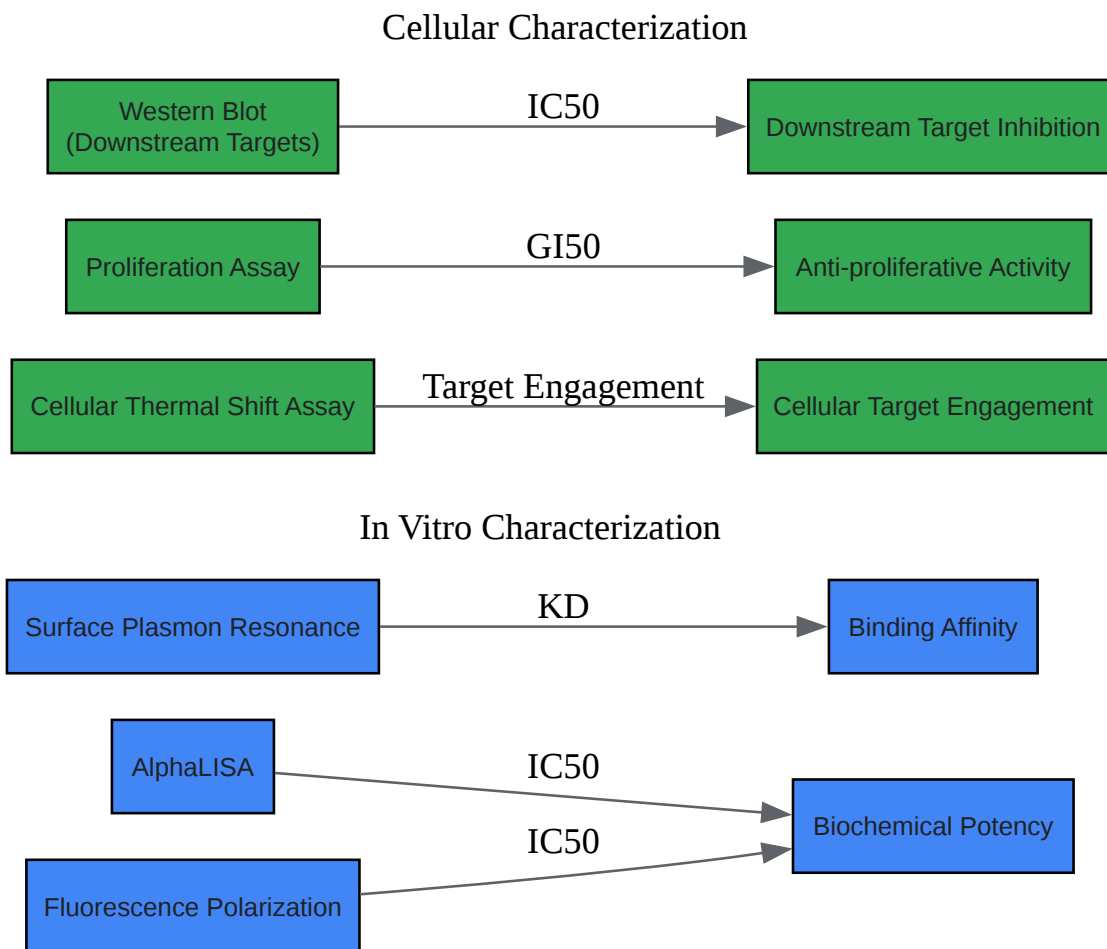 Cellular Characterization
Western Blot
(Downstream Targets)
IC50
Downstream Target Inhibition
Proliferation Assay
GI50
Anti-proliferative Activity
Cellular Thermal Shift Assay
Target Engagement
Cellular Target Engagement
In Vitro Characterization
Surface Plasmon Resonance
KD
Binding Affinity
AlphaLISA
IC50
Biochemical Potency
IC50
Fluorescence Polarization